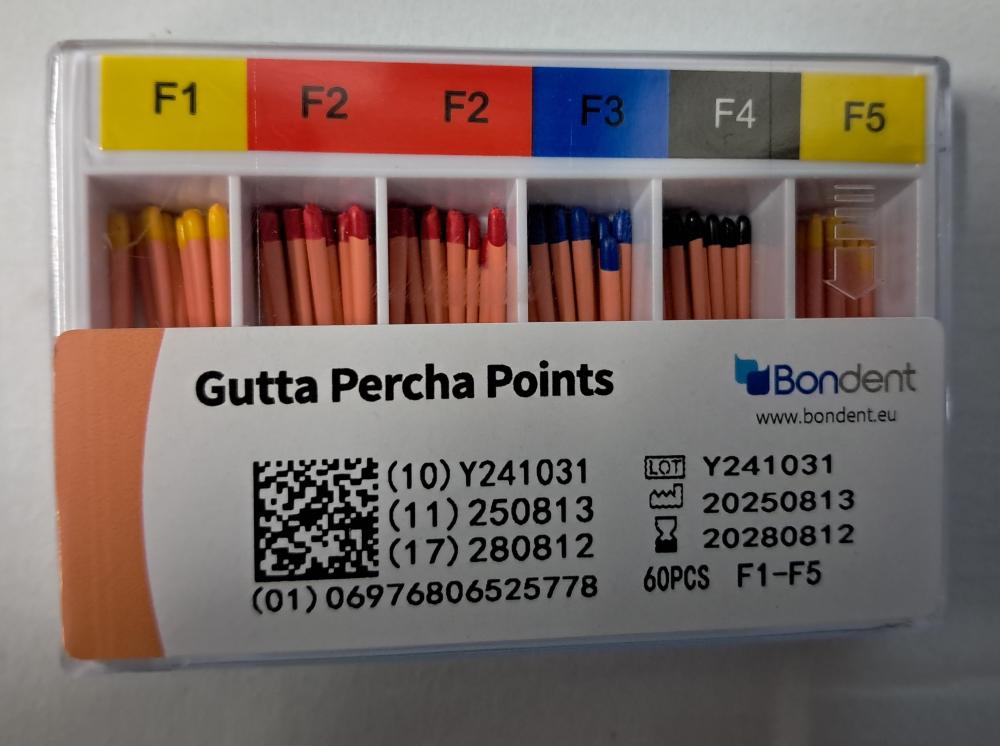 F1 F2 F2 F3 F4 F5
Gutta Percha Points
Bondent
www.bondent.eu
(10) Y241031
(11) 250813
(17) 280812
(01) 06976806525778
LOT Y241031
20250813
20280812
60PCS F1-F5